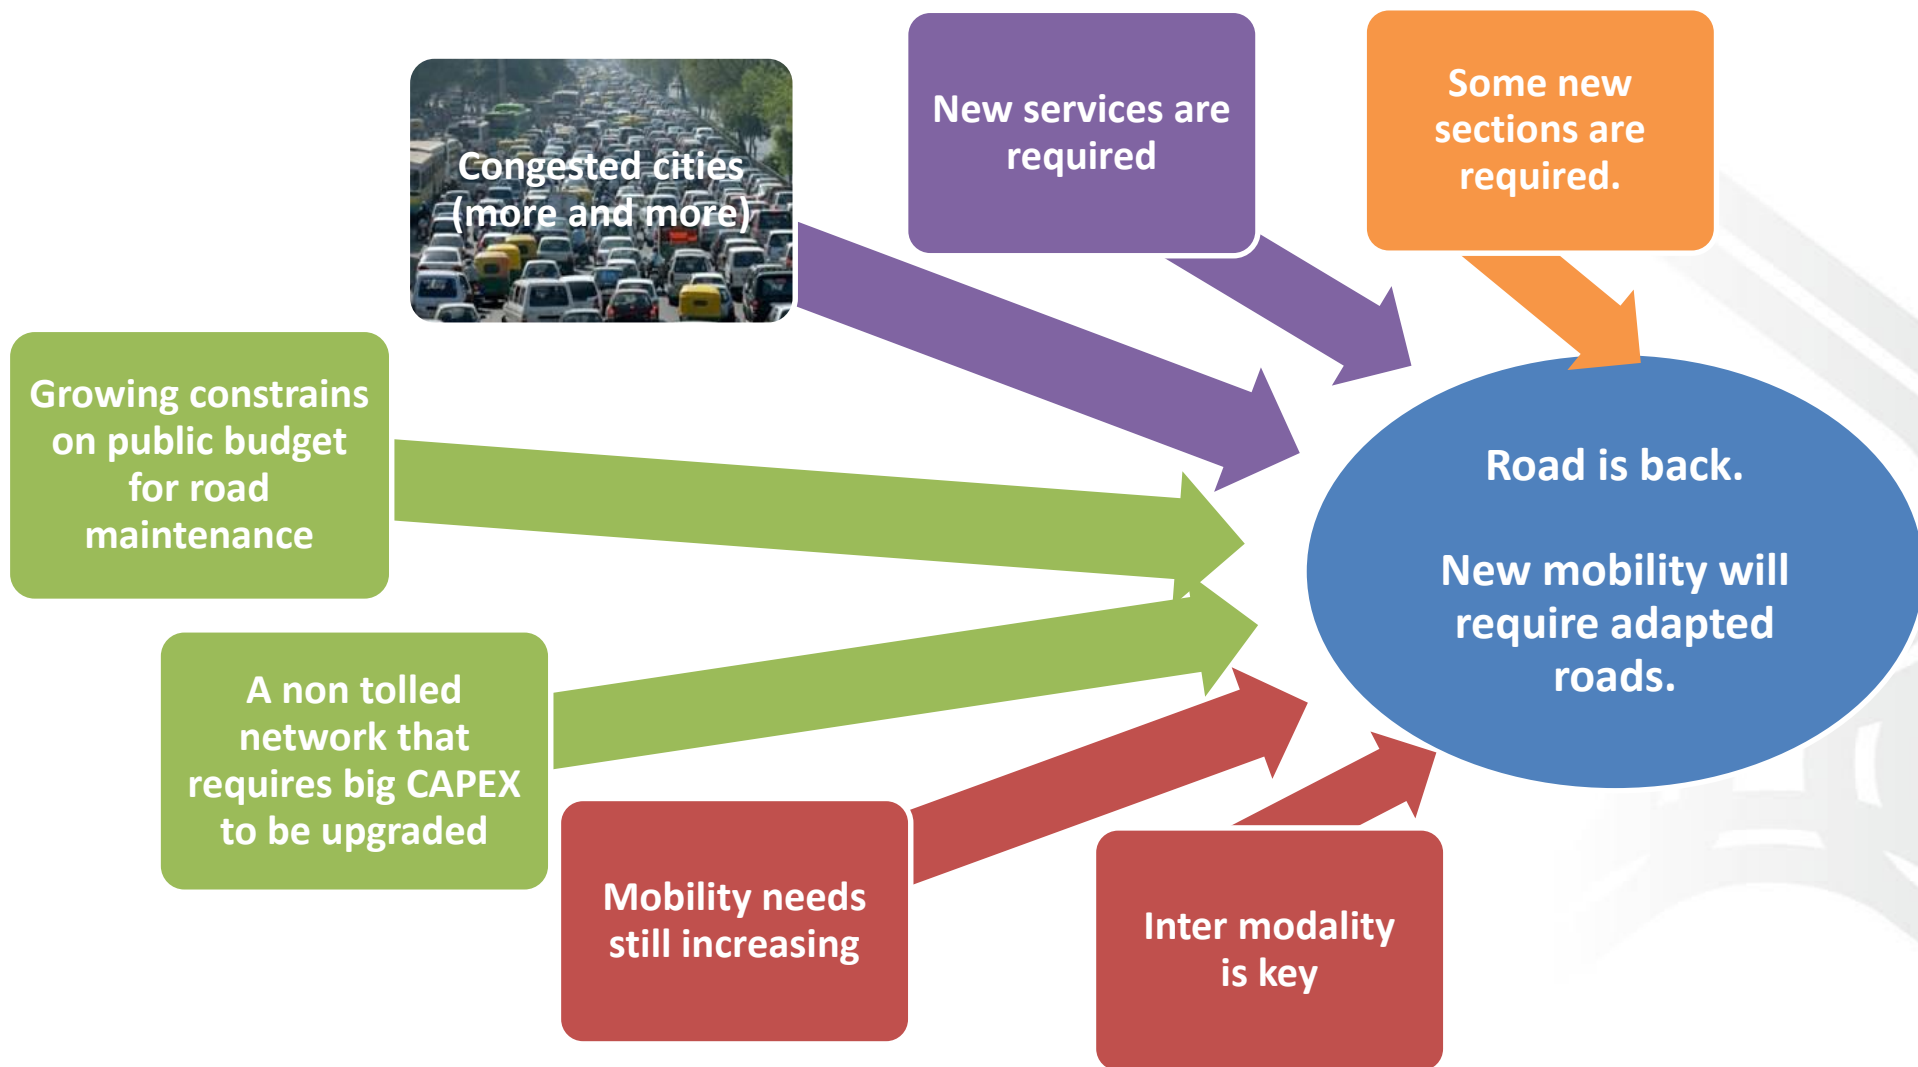 Congested cities
(more and more)
New services are
required
Some new
sections are
required.
Growing constrains
on public budget
for road
maintenance
Road is back.
New mobility will
require adapted
roads.
A non tolled
network that
requires big CAPEX
to be upgraded
Mobility needs
still increasing
Inter modality
is key